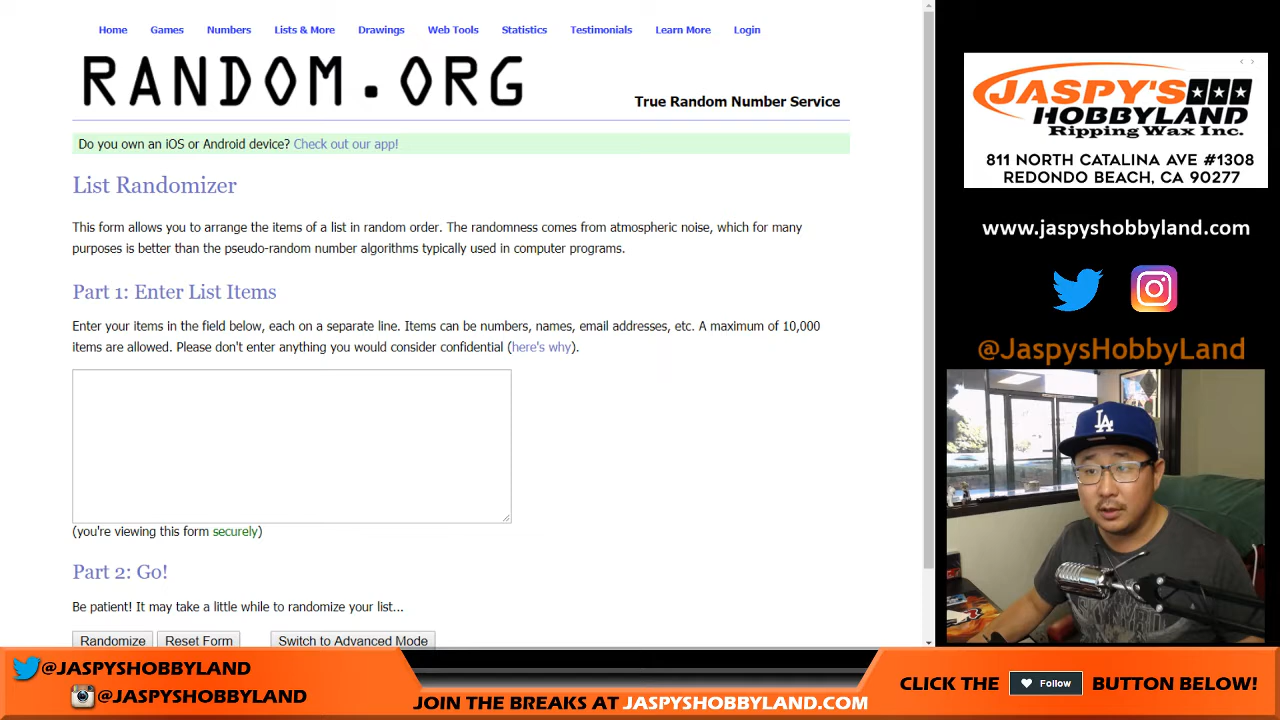 Home Games Numbers Lists & More Drawings Web Tools Statistics Testimonials Learn More Login
RANDOM.ORG
True Random Number Service
Do you own an iOS or Android device? Check out our app!
List Randomizer
This form allows you to arrange the items of a list in random order. The randomness comes from atmospheric noise, which for many
purposes is better than the pseudo-random number algorithms typically used in computer programs.
Part 1: Enter List Items
Enter your items in the field below, each on a separate line. Items can be numbers, names, email addresses, etc. A maximum of 10,000
items are allowed. Please don't enter anything you would consider confidential (here's why).
(you're viewing this form securely)
Part 2: Go!
Be patient! It may take a little while to randomize your list...
Randomize Reset Form Switch to Advanced Mode
JASPY'S
HOBBYLAND
Ripping Wax Inc.
811 NORTH CATALINA AVE #1308
REDONDO BEACH, CA 90277
www.jaspyshobbyland.com
@JaspysHobbyLand
LA
@JASPYSHOBBYLAND
@JASPYSHOBBYLAND
JOIN THE BREAKS AT JASPYSHOBBYLAND.COM
CLICK THE Follow BUTTON BELOW!